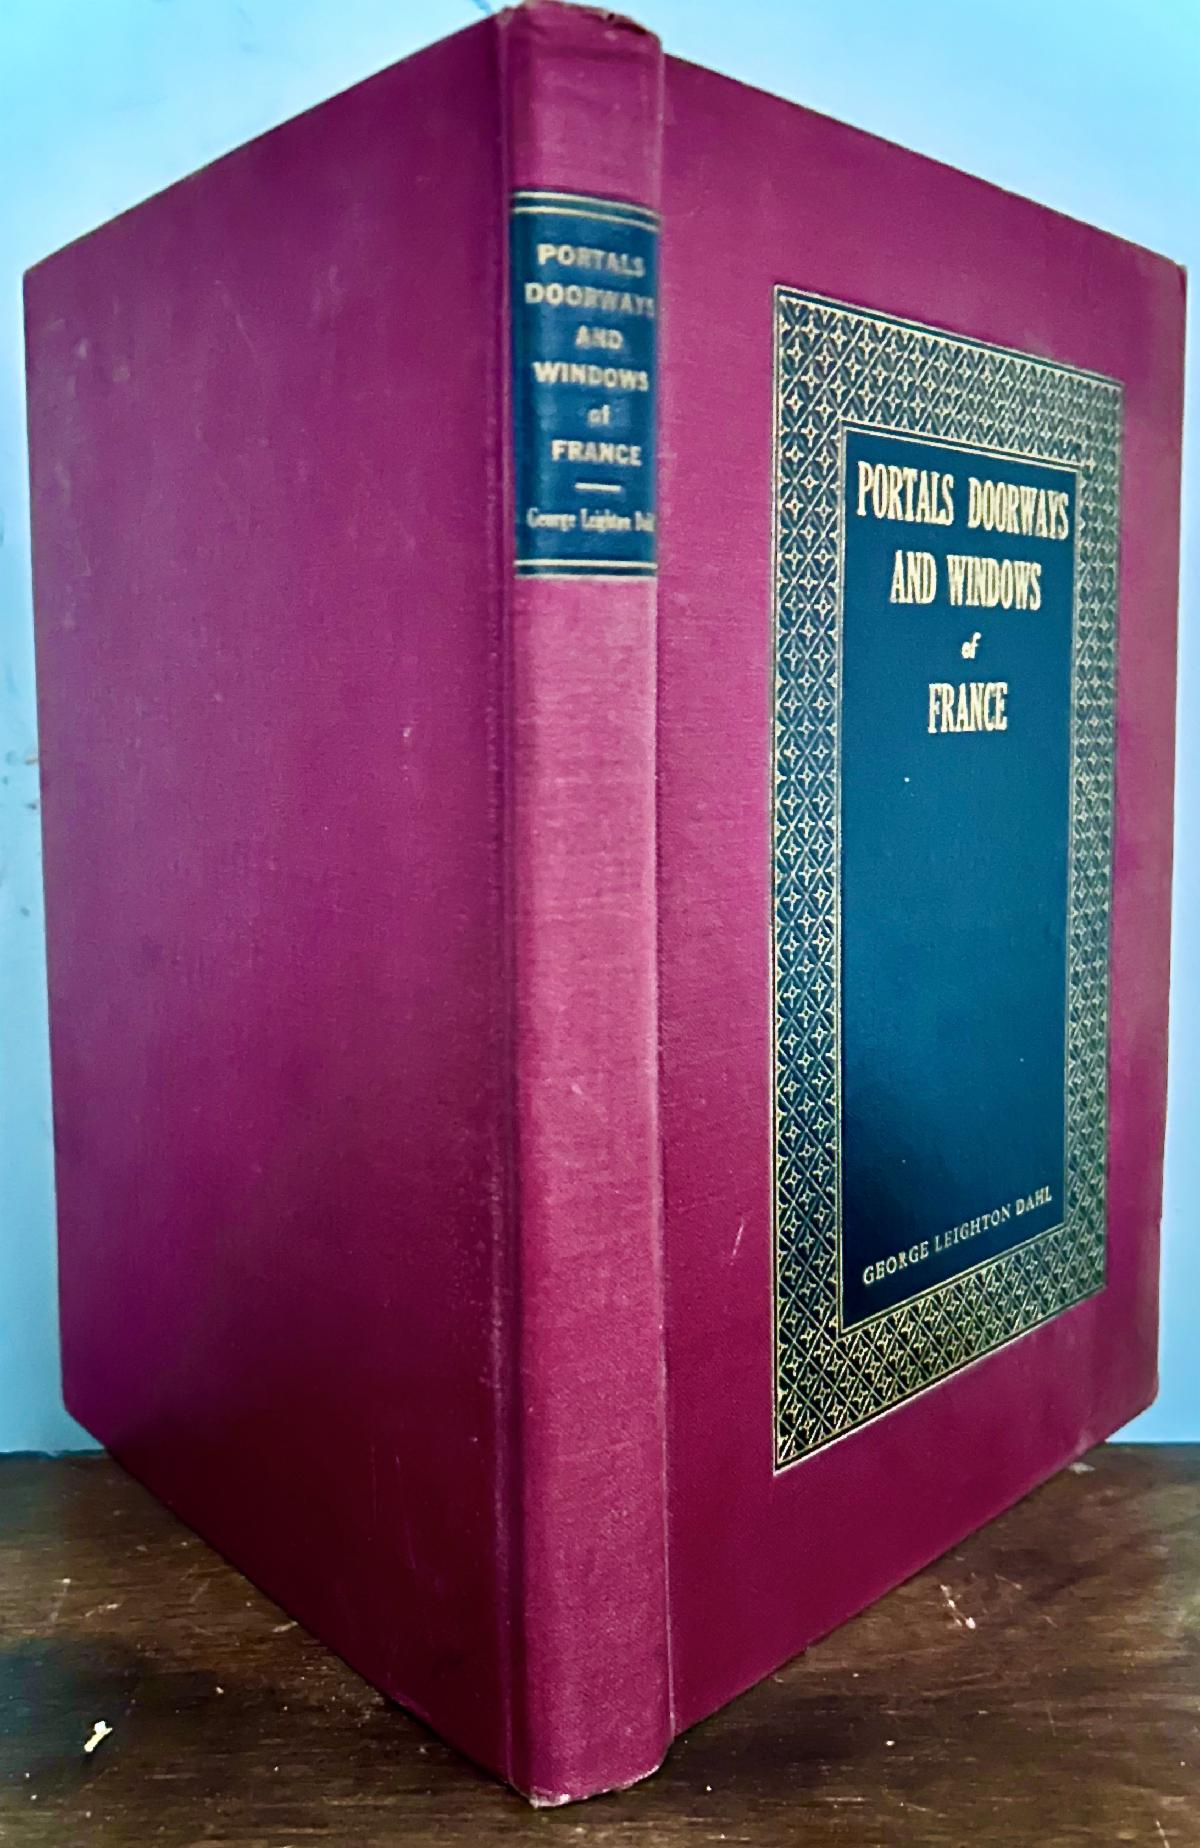 PORTALS
DOORWAYS
AND
WINDOWS
of
FRANCE
George Leighton Dahl
PORTALS DOORWAYS
AND WINDOWS
of
FRANCE
GEORGE LEIGHTON DAHL